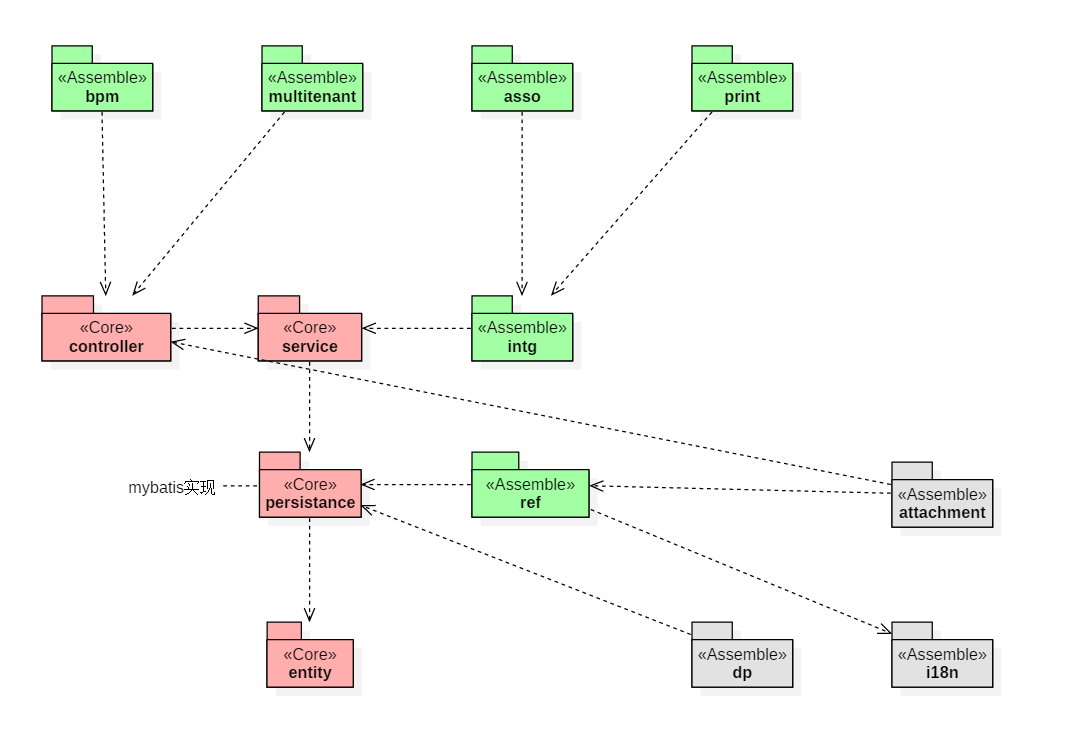 «Assemble»
bpm
«Assemble»
multitenant
«Assemble»
asso
«Assemble»
print
«Core»
controller
«Core»
service
«Assemble»
intg
mybatis实现
«Core»
persistance
«Assemble»
ref
«Assemble»
attachment
«Core»
entity
«Assemble»
dp
«Assemble»
i18n